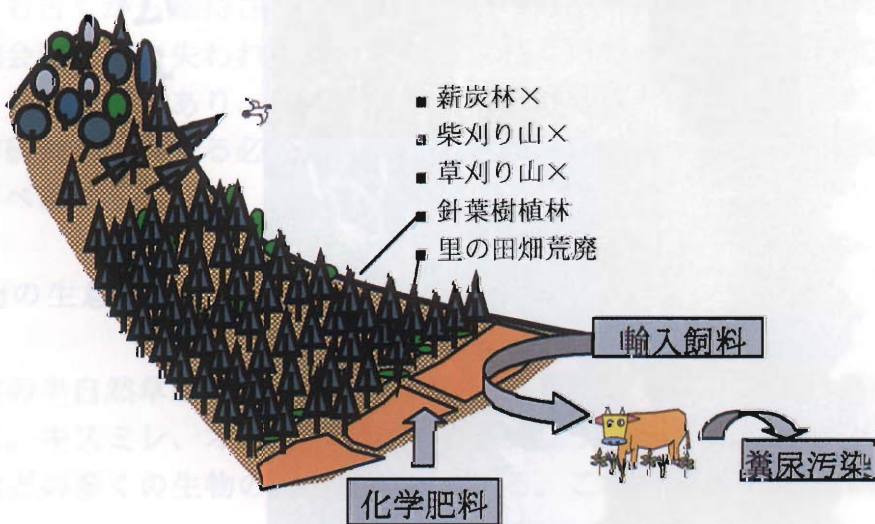 ■ 薪炭林×
■ 柴刈り山×
■ 草刈り山×
■ 針葉樹植林
■ 里の田畑荒廃
輸入飼料
糞尿汚染
化学肥料